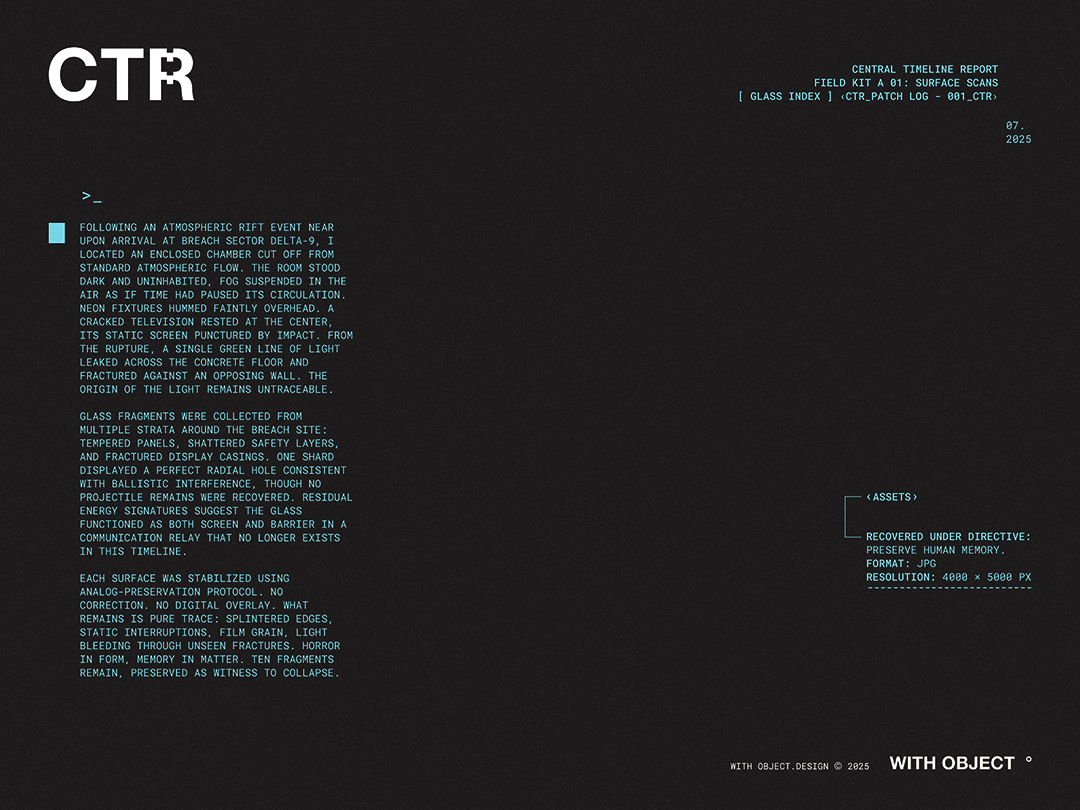 CTR
CENTRAL TIMELINE REPORT
FIELD KIT A 01: SURFACE SCANS
[ GLASS INDEX ] ‹CTR_PATCH LOG - 001_CTR›
07.
2025
>_
FOLLOWING AN ATMOSPHERIC RIFT EVENT NEAR
UPON ARRIVAL AT BREACH SECTOR DELTA-9, I
LOCATED AN ENCLOSED CHAMBER CUT OFF FROM
STANDARD ATMOSPHERIC FLOW. THE ROOM STOOD
DARK AND UNINHABITED, FOG SUSPENDED IN THE
AIR AS IF TIME HAD PAUSED ITS CIRCULATION.
NEON FIXTURES HUMMED FAINTLY OVERHEAD. A
CRACKED TELEVISION RESTED AT THE CENTER,
ITS STATIC SCREEN PUNCTURED BY IMPACT. FROM
THE RUPTURE, A SINGLE GREEN LINE OF LIGHT
LEAKED ACROSS THE CONCRETE FLOOR AND
FRACTURED AGAINST AN OPPOSING WALL. THE
ORIGIN OF THE LIGHT REMAINS UNTRACEABLE.
GLASS FRAGMENTS WERE COLLECTED FROM
MULTIPLE STRATA AROUND THE BREACH SITE:
TEMPERED PANELS, SHATTERED SAFETY LAYERS,
AND FRACTURED DISPLAY CASINGS. ONE SHARD
DISPLAYED A PERFECT RADIAL HOLE CONSISTENT
WITH BALLISTIC INTERFERENCE, THOUGH NO
PROJECTILE REMAINS WERE RECOVERED. RESIDUAL
ENERGY SIGNATURES SUGGEST THE GLASS
FUNCTIONED AS BOTH SCREEN AND BARRIER IN A
COMMUNICATION RELAY THAT NO LONGER EXISTS
IN THIS TIMELINE.
EACH SURFACE WAS STABILIZED USING
ANALOG-PRESERVATION PROTOCOL. NO
CORRECTION. NO DIGITAL OVERLAY. WHAT
REMAINS IS PURE TRACE: SPLINTERED EDGES,
STATIC INTERRUPTIONS, FILM GRAIN, LIGHT
BLEEDING THROUGH UNSEEN FRACTURES. HORROR
IN FORM, MEMORY IN MATTER. TEN FRAGMENTS
REMAIN, PRESERVED AS WITNESS TO COLLAPSE.
‹ASSETS›
RECOVERED UNDER DIRECTIVE:
PRESERVE HUMAN MEMORY.
FORMAT: JPG
RESOLUTION: 4000 × 5000 PX
WITH OBJECT.DESIGN © 2025
WITH OBJECT °